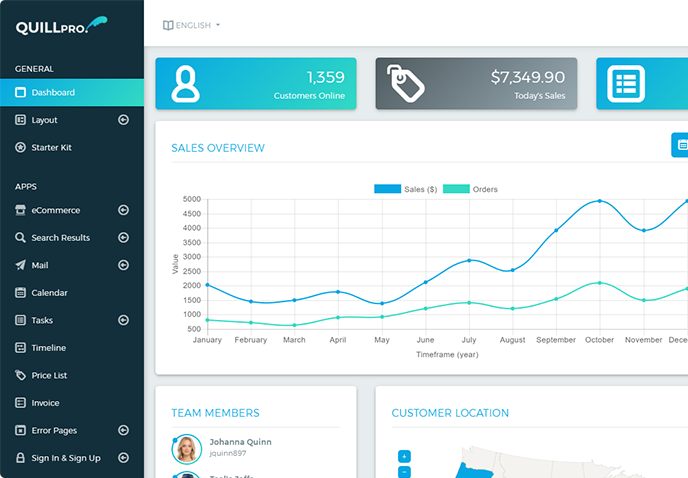 QUILLPRO.
GENERAL
Dashboard
Layout
Starter Kit
APPS
eCommerce
Search Results
Mail
Calendar
Tasks
Timeline
Price List
Invoice
Error Pages
Sign In & Sign Up
ENGLISH
1,359
Customers Online
$7,349.90
Today's Sales
SALES OVERVIEW
Sales ($) Orders
5000
4500
4000
3500
3000
2500
2000
1500
1000
500
Value
January February March April May June July August September October November Dece
Timeframe (year)
TEAM MEMBERS
Johanna Quinn
jquinn897
CUSTOMER LOCATION
+
−